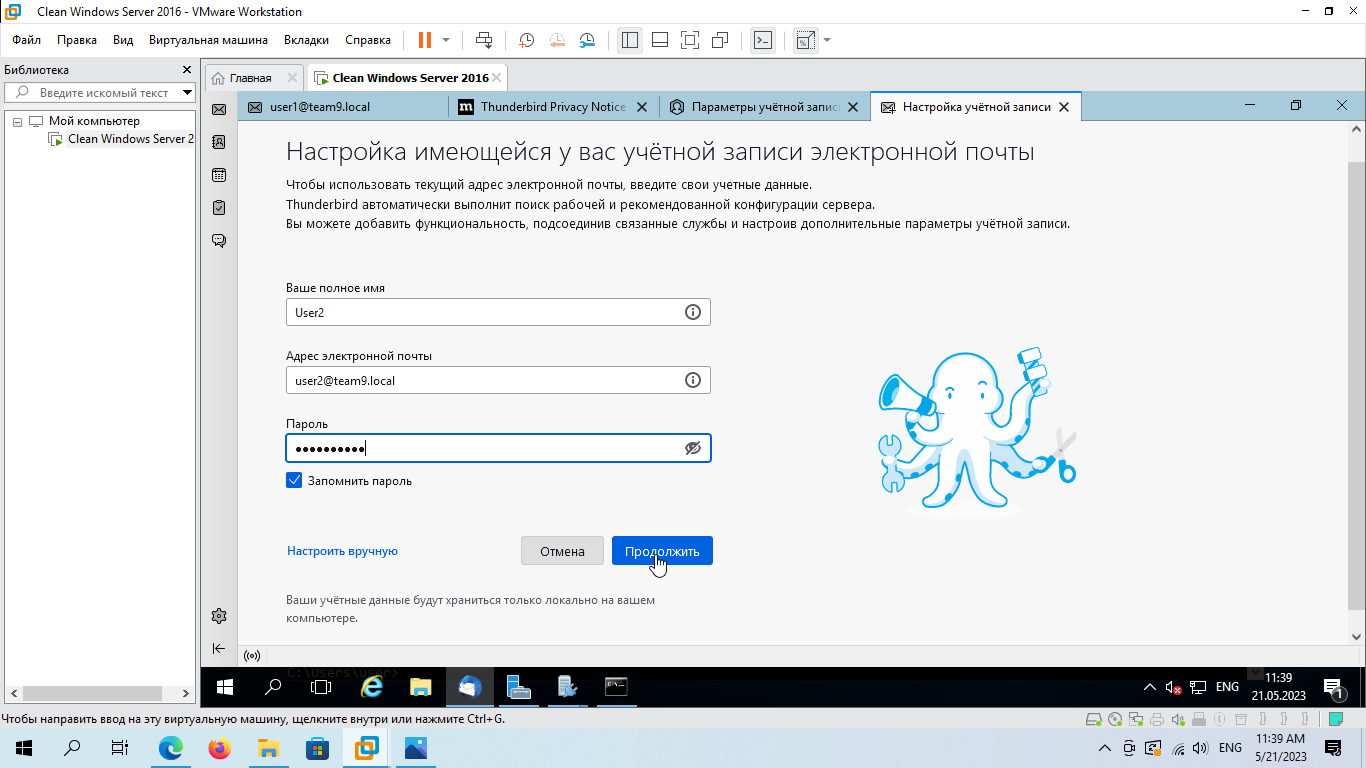 Clean Windows Server 2016 - VMware Workstation
Файл Правка Вид Виртуальная машина Вкладки Справка
Библиотека
Введите искомый текст
Мой компьютер
Clean Windows Server 2
Главная
Clean Windows Server 2016
user1@team9.local
Thunderbird Privacy Notice
Параметры учётной запис
Настройка учётной записи
Настройка имеющейся у вас учётной записи электронной почты
Чтобы использовать текущий адрес электронной почты, введите свои учетные данные.
Thunderbird автоматически выполнит поиск рабочей и рекомендованной конфигурации сервера.
Вы можете добавить функциональность, подсоединив связанные службы и настроив дополнительные параметры учётной записи.
Ваше полное имя
User2
Адрес электронной почты
user2@team9.local
Пароль
••••••••••
Запомнить пароль
Настроить вручную
Отмена
Продолжить
Ваши учётные данные будут храниться только локально на вашем
компьютере.
C:\Users\user>
ENG
11:39
21.05.2023
1
Чтобы направить ввод на эту виртуальную машину, щелкните внутри или нажмите Ctrl+G.
ENG
11:39 AM
5/21/2023